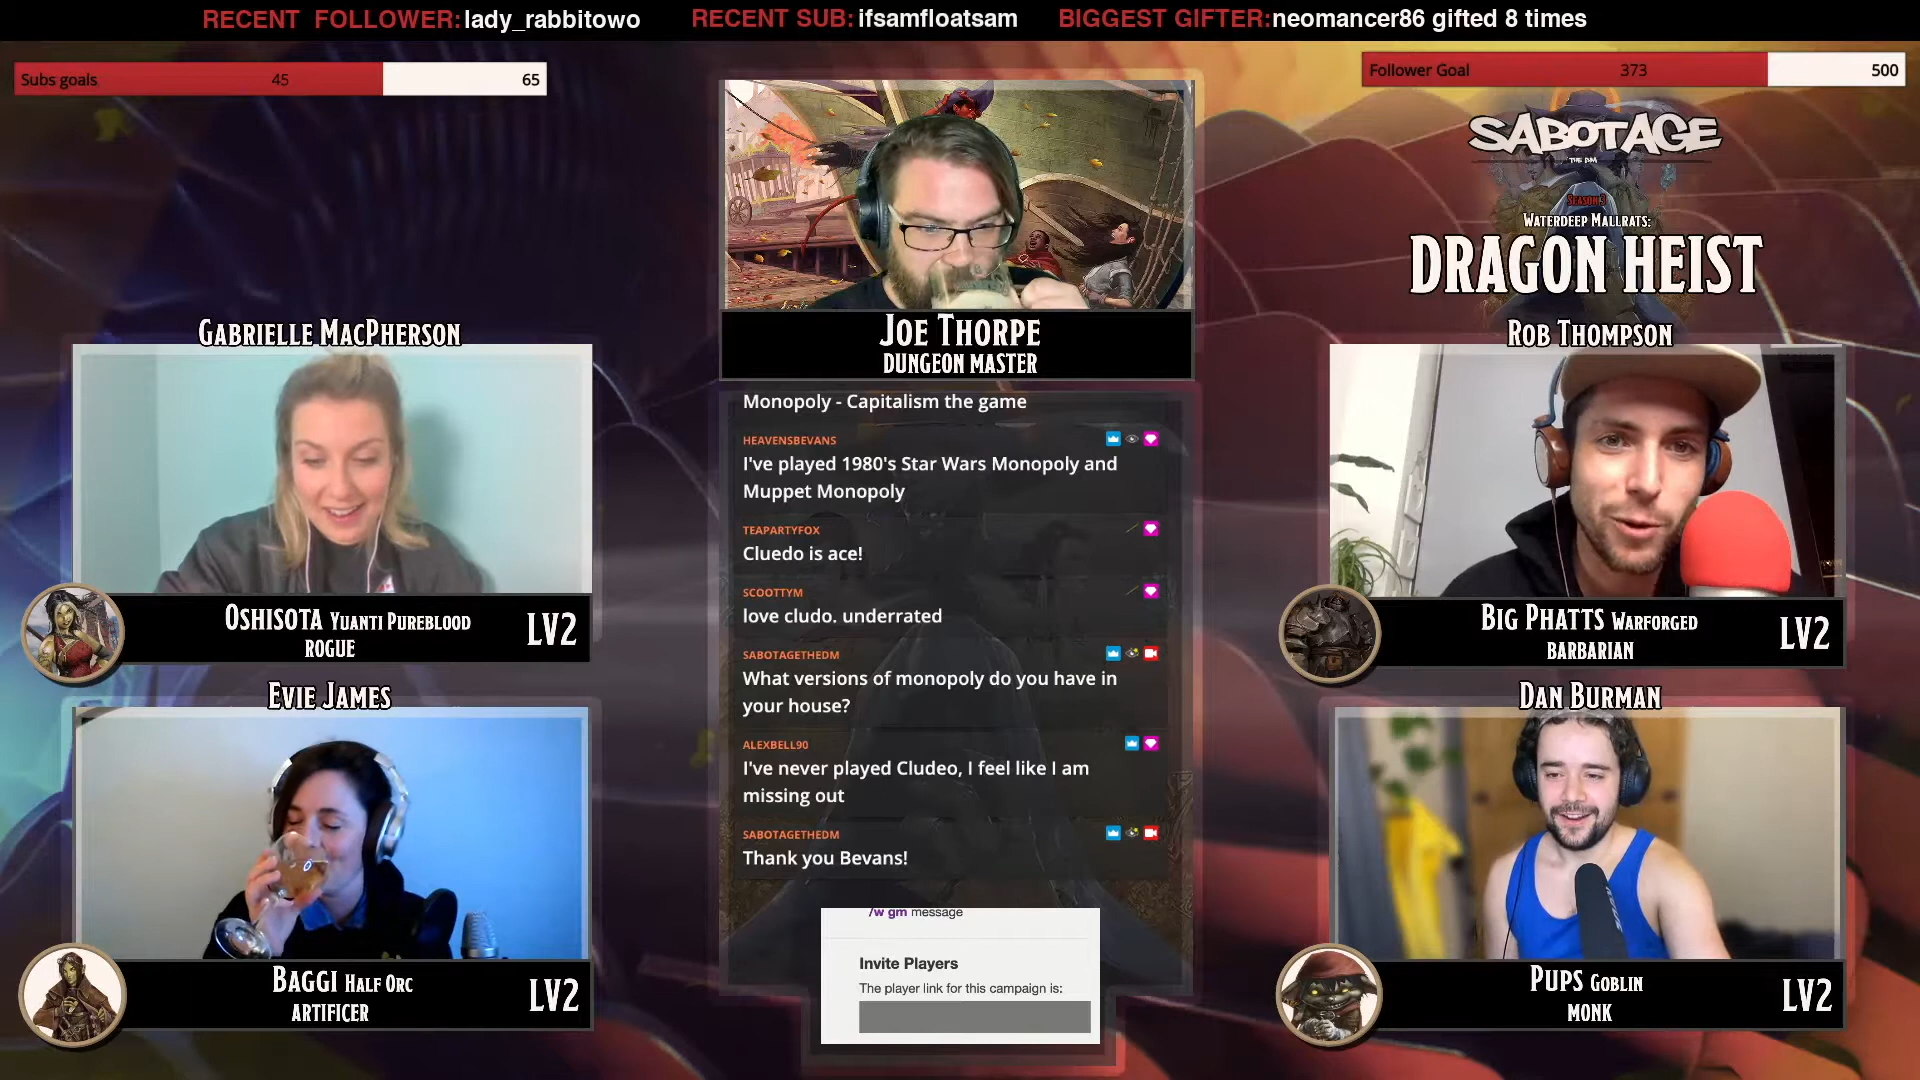 RECENT FOLLOWER: lady_rabbitowo RECENT SUB: ifsamfloatsam BIGGEST GIFTER: neomancer86 gifted 8 times
Subs goals 45 65
Follower Goal 373 500
SABOTAGE
THE DM
SEASON 1
WATERDEEP MALLRATS:
DRAGON HEIST
JOE THORPE
DUNGEON MASTER
GABRIELLE MACPHERSON
OSHISOTA YUANTI PUREBLOOD
ROGUE
LV2
EVIE JAMES
BAGGI HALF ORC
ARTIFICER
LV2
Monopoly - Capitalism the game
HEAVENSBEVANS
I've played 1980's Star Wars Monopoly and
Muppet Monopoly
TEAPARTYFOX
Cluedo is ace!
SCOOTTYM
love cludo. underrated
SABOTAGETHEDM
What versions of monopoly do you have in
your house?
ALEXBELL90
I've never played Cludeo, I feel like I am
missing out
SABOTAGETHEDM
Thank you Bevans!
/w gm message
Invite Players
The player link for this campaign is:
ROB THOMPSON
BIG PHATTS WARFORGED
BARBARIAN
LV2
DAN BURMAN
PUPS GOBLIN
MONK
LV2